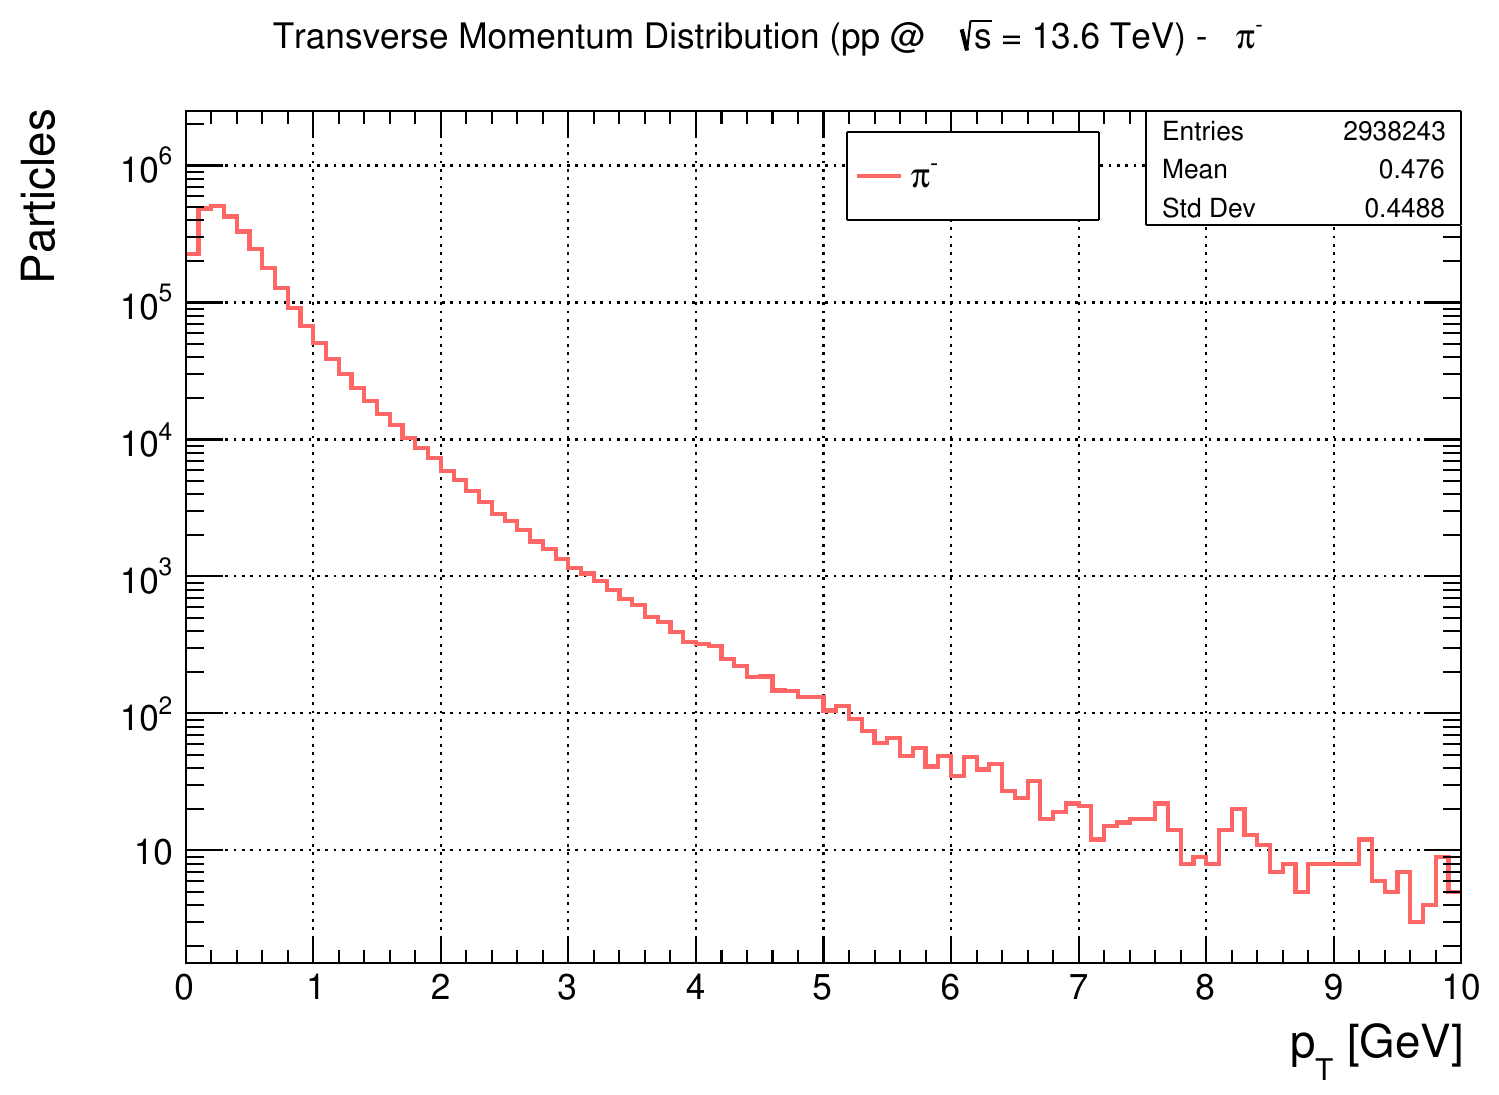 Transverse Momentum Distribution (pp @ √s = 13.6 TeV) - π⁻
Particles
π⁻
Entries 2938243
Mean 0.476
Std Dev 0.4488
10⁶
10⁵
10⁴
10³
10²
10
0 1 2 3 4 5 6 7 8 9 10
p_T [GeV]